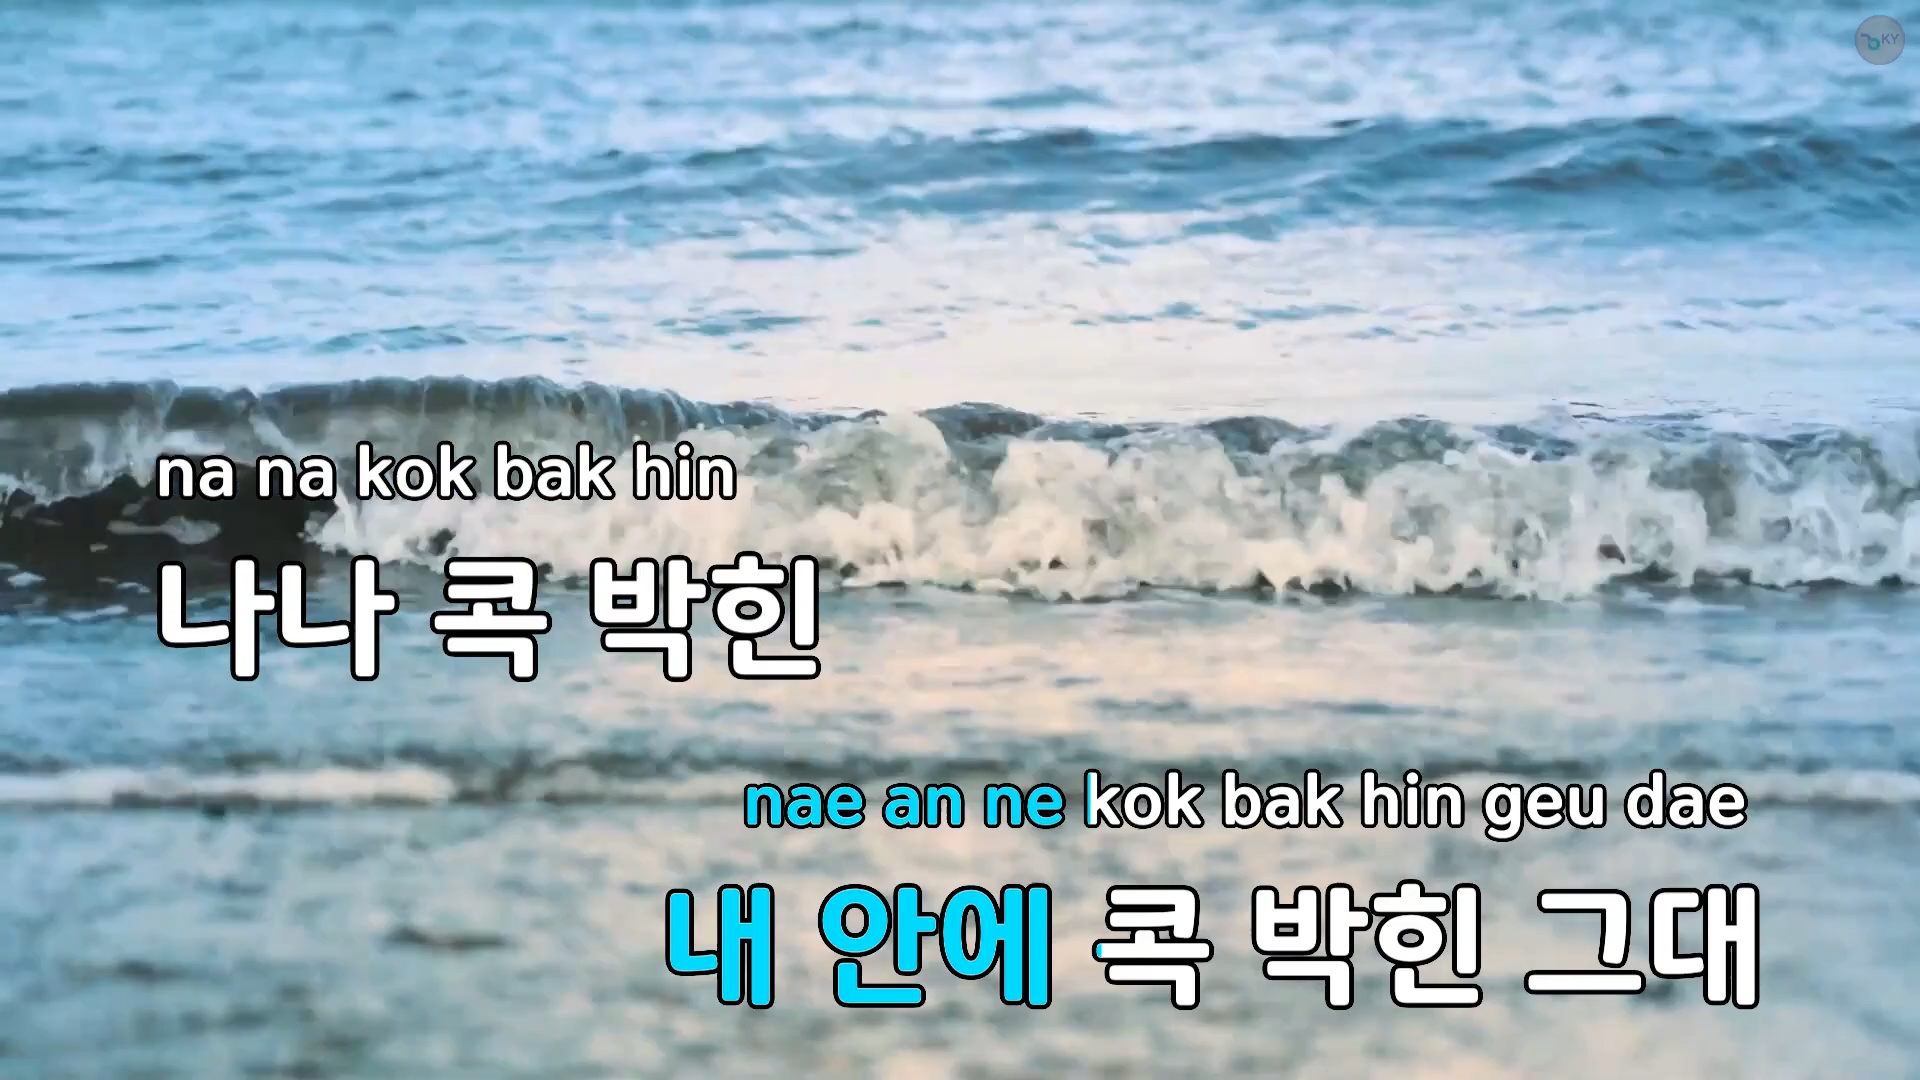 KY
na na kok bak hin
나나 콕 박힌
nae an ne kok bak hin geu dae
내 안에 콕 박힌 그대